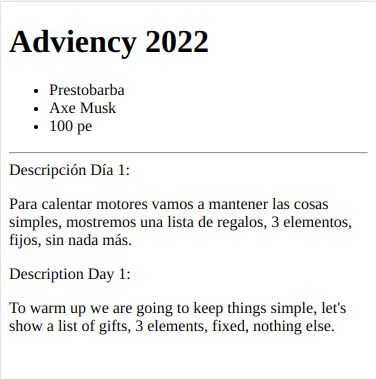 Adviency 2022
Prestobarba
Axe Musk
100 pe
Descripción Día 1:
Para calentar motores vamos a mantener las cosas
simples, mostremos una lista de regalos, 3 elementos,
fijos, sin nada más.
Description Day 1:
To warm up we are going to keep things simple, let's
show a list of gifts, 3 elements, fixed, nothing else.